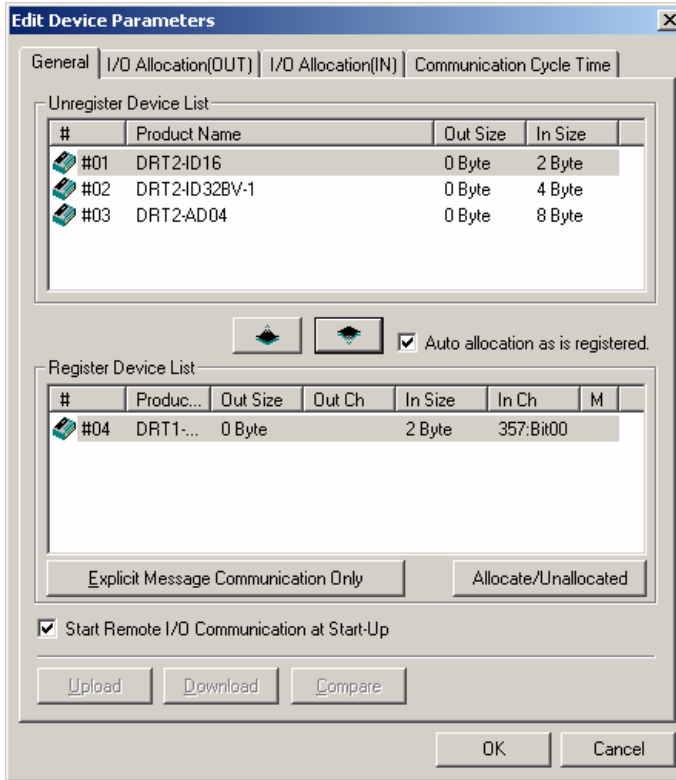 Edit Device Parameters
General I/O Allocation(OUT) I/O Allocation(IN) Communication Cycle Time
Unregister Device List
# Product Name Out Size In Size
#01 DRT2-ID16 0 Byte 2 Byte
#02 DRT2-ID32BV-1 0 Byte 4 Byte
#03 DRT2-AD04 0 Byte 8 Byte
Auto allocation as is registered.
Register Device List
# Produc... Out Size Out Ch In Size In Ch M
#04 DRT1-... 0 Byte 2 Byte 357:Bit00
Explicit Message Communication Only Allocate/Unallocated
Start Remote I/O Communication at Start-Up
Upload Download Compare
OK Cancel